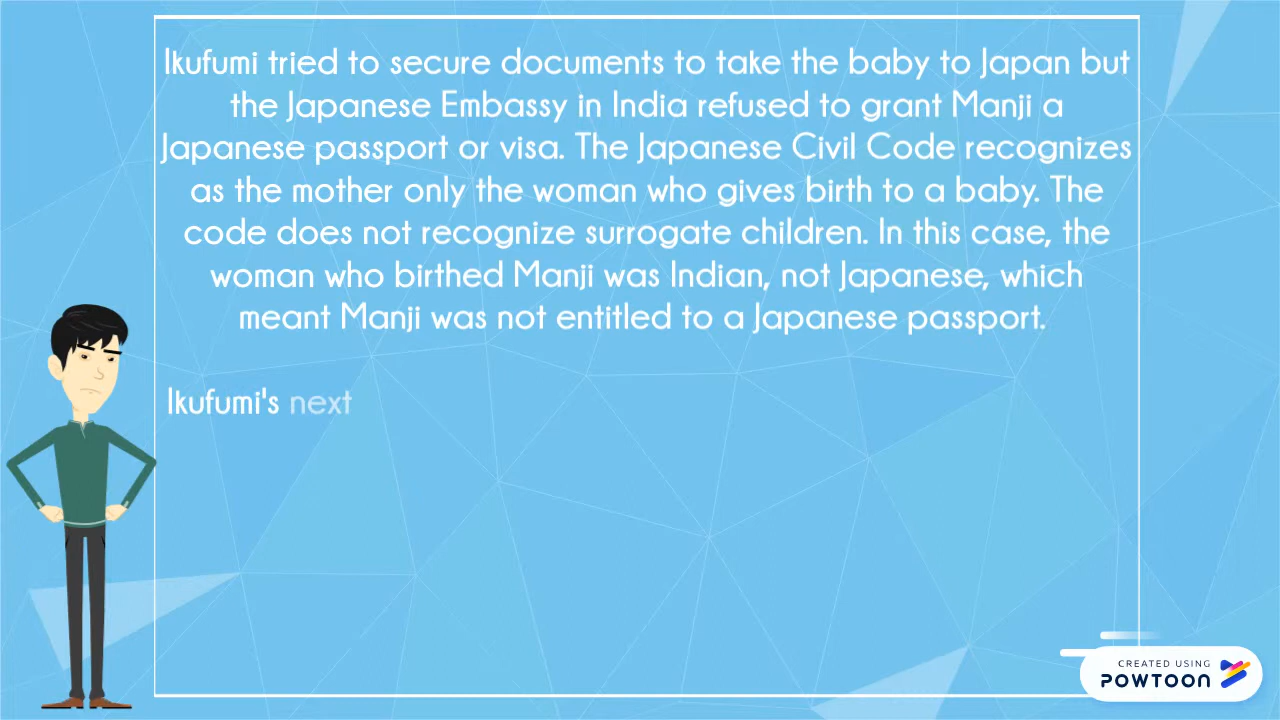 Ikufumi tried to secure documents to take the baby to Japan but
the Japanese Embassy in India refused to grant Manji a
Japanese passport or visa. The Japanese Civil Code recognizes
as the mother only the woman who gives birth to a baby. The
code does not recognize surrogate children. In this case, the
woman who birthed Manji was Indian, not Japanese, which
meant Manji was not entitled to a Japanese passport.
Ikufumi's next
CREATED USING
POWTOON